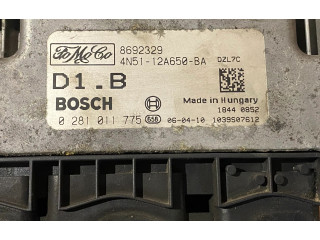 FoMoCo 8692329
4N51-12A650-BA DZL7C
D1.B
BOSCH Made in Hungary
1844 0852
0 281 011 775 658 06-04-10 1039S07612